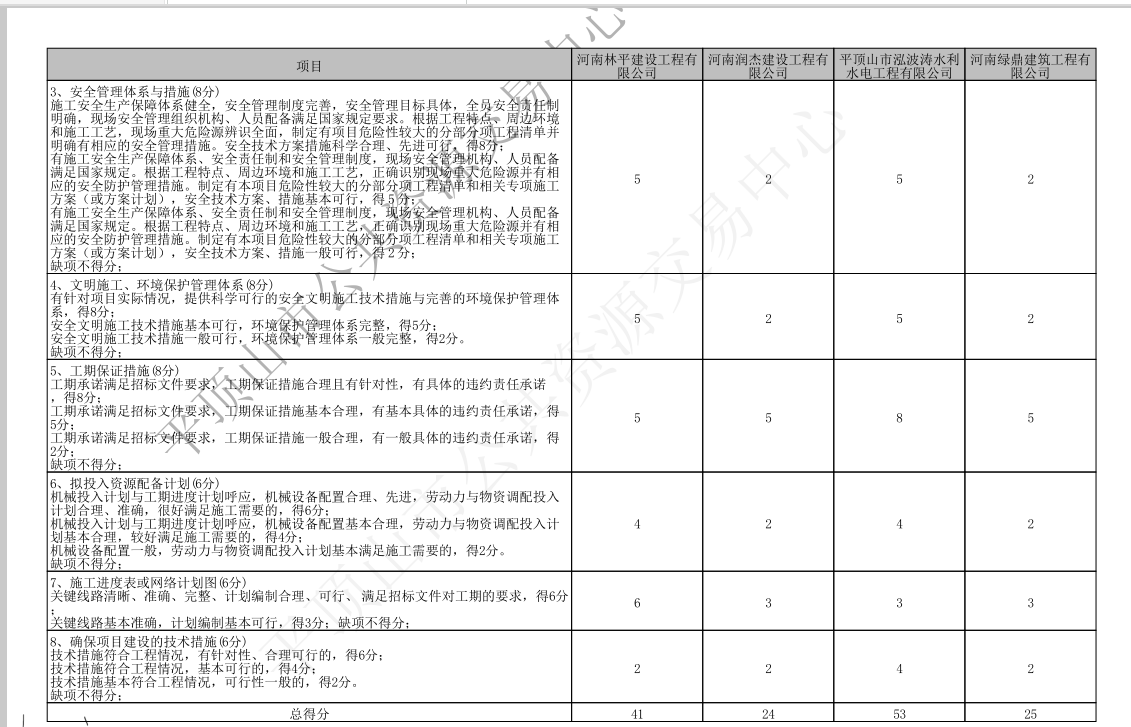 项目
河南林平建设工程有
限公司
河南润杰建设工程有
限公司
平顶山市泓波涛水利
水电工程有限公司
河南绿鼎建筑工程有
限公司
3、安全管理体系与措施(8分)
施工安全生产保障体系健全，安全管理制度完善，安全管理目标具体，全员安全责任制
明确，现场安全管理组织机构、人员配备满足国家规定要求。根据工程特点、周边环境
和施工工艺，现场重大危险源辨识全面，制定有项目危险性较大的分部分项工程清单并
明确有相应的安全管理措施。安全技术方案措施科学合理、先进可行，得8分；
有施工安全生产保障体系、安全责任制和安全管理制度，现场安全管理机构、人员配备
满足国家规定。根据工程特点、周边环境和施工工艺，正确识别现场重大危险源并有相
应的安全防护管理措施。制定有本项目危险性较大的分部分项工程清单和相关专项施工
方案（或方案计划），安全技术方案、措施基本可行，得５分；
有施工安全生产保障体系、安全责任制和安全管理制度，现场安全管理机构、人员配备
满足国家规定。根据工程特点、周边环境和施工工艺，正确识别现场重大危险源并有相
应的安全防护管理措施。制定有本项目危险性较大的分部分项工程清单和相关专项施工
方案（或方案计划），安全技术方案、措施一般可行，得２分；
缺项不得分；
5 2 5 2
4、文明施工、环境保护管理体系(8分)
有针对项目实际情况，提供科学可行的安全文明施工技术措施与完善的环境保护管理体
系，得8分；
安全文明施工技术措施基本可行，环境保护管理体系完整，得5分；
安全文明施工技术措施一般可行，环境保护管理体系一般完整，得2分。
缺项不得分；
5 2 5 2
5、工期保证措施(8分)
工期承诺满足招标文件要求，工期保证措施合理且有针对性，有具体的违约责任承诺
，得8分；
工期承诺满足招标文件要求，工期保证措施基本合理，有基本具体的违约责任承诺，得
5分；
工期承诺满足招标文件要求，工期保证措施一般合理，有一般具体的违约责任承诺，得
2分；
缺项不得分；
5 5 8 5
6、拟投入资源配备计划(6分)
机械投入计划与工期进度计划呼应，机械设备配置合理、先进，劳动力与物资调配投入
计划合理、准确，很好满足施工需要的，得6分；
机械投入计划与工期进度计划呼应，机械设备配置基本合理，劳动力与物资调配投入计
划基本合理，较好满足施工需要的，得4分；
机械设备配置一般，劳动力与物资调配投入计划基本满足施工需要的，得2分。
缺项不得分；
4 2 4 2
7、施工进度表或网络计划图(6分)
关键线路清晰、准确、完整、计划编制合理、可行、 满足招标文件对工期的要求，得6分
；
关键线路基本准确，计划编制基本可行，得3分；缺项不得分；
6 3 3 3
8、确保项目建设的技术措施(6分)
技术措施符合工程情况，有针对性、合理可行的，得6分；
技术措施符合工程情况，基本可行的，得4分；
技术措施基本符合工程情况，可行性一般的，得2分。
缺项不得分；
2 2 4 2
总得分 41 24 53 25
平顶山市公共资源交易中心
平顶山市公共资源交易中心